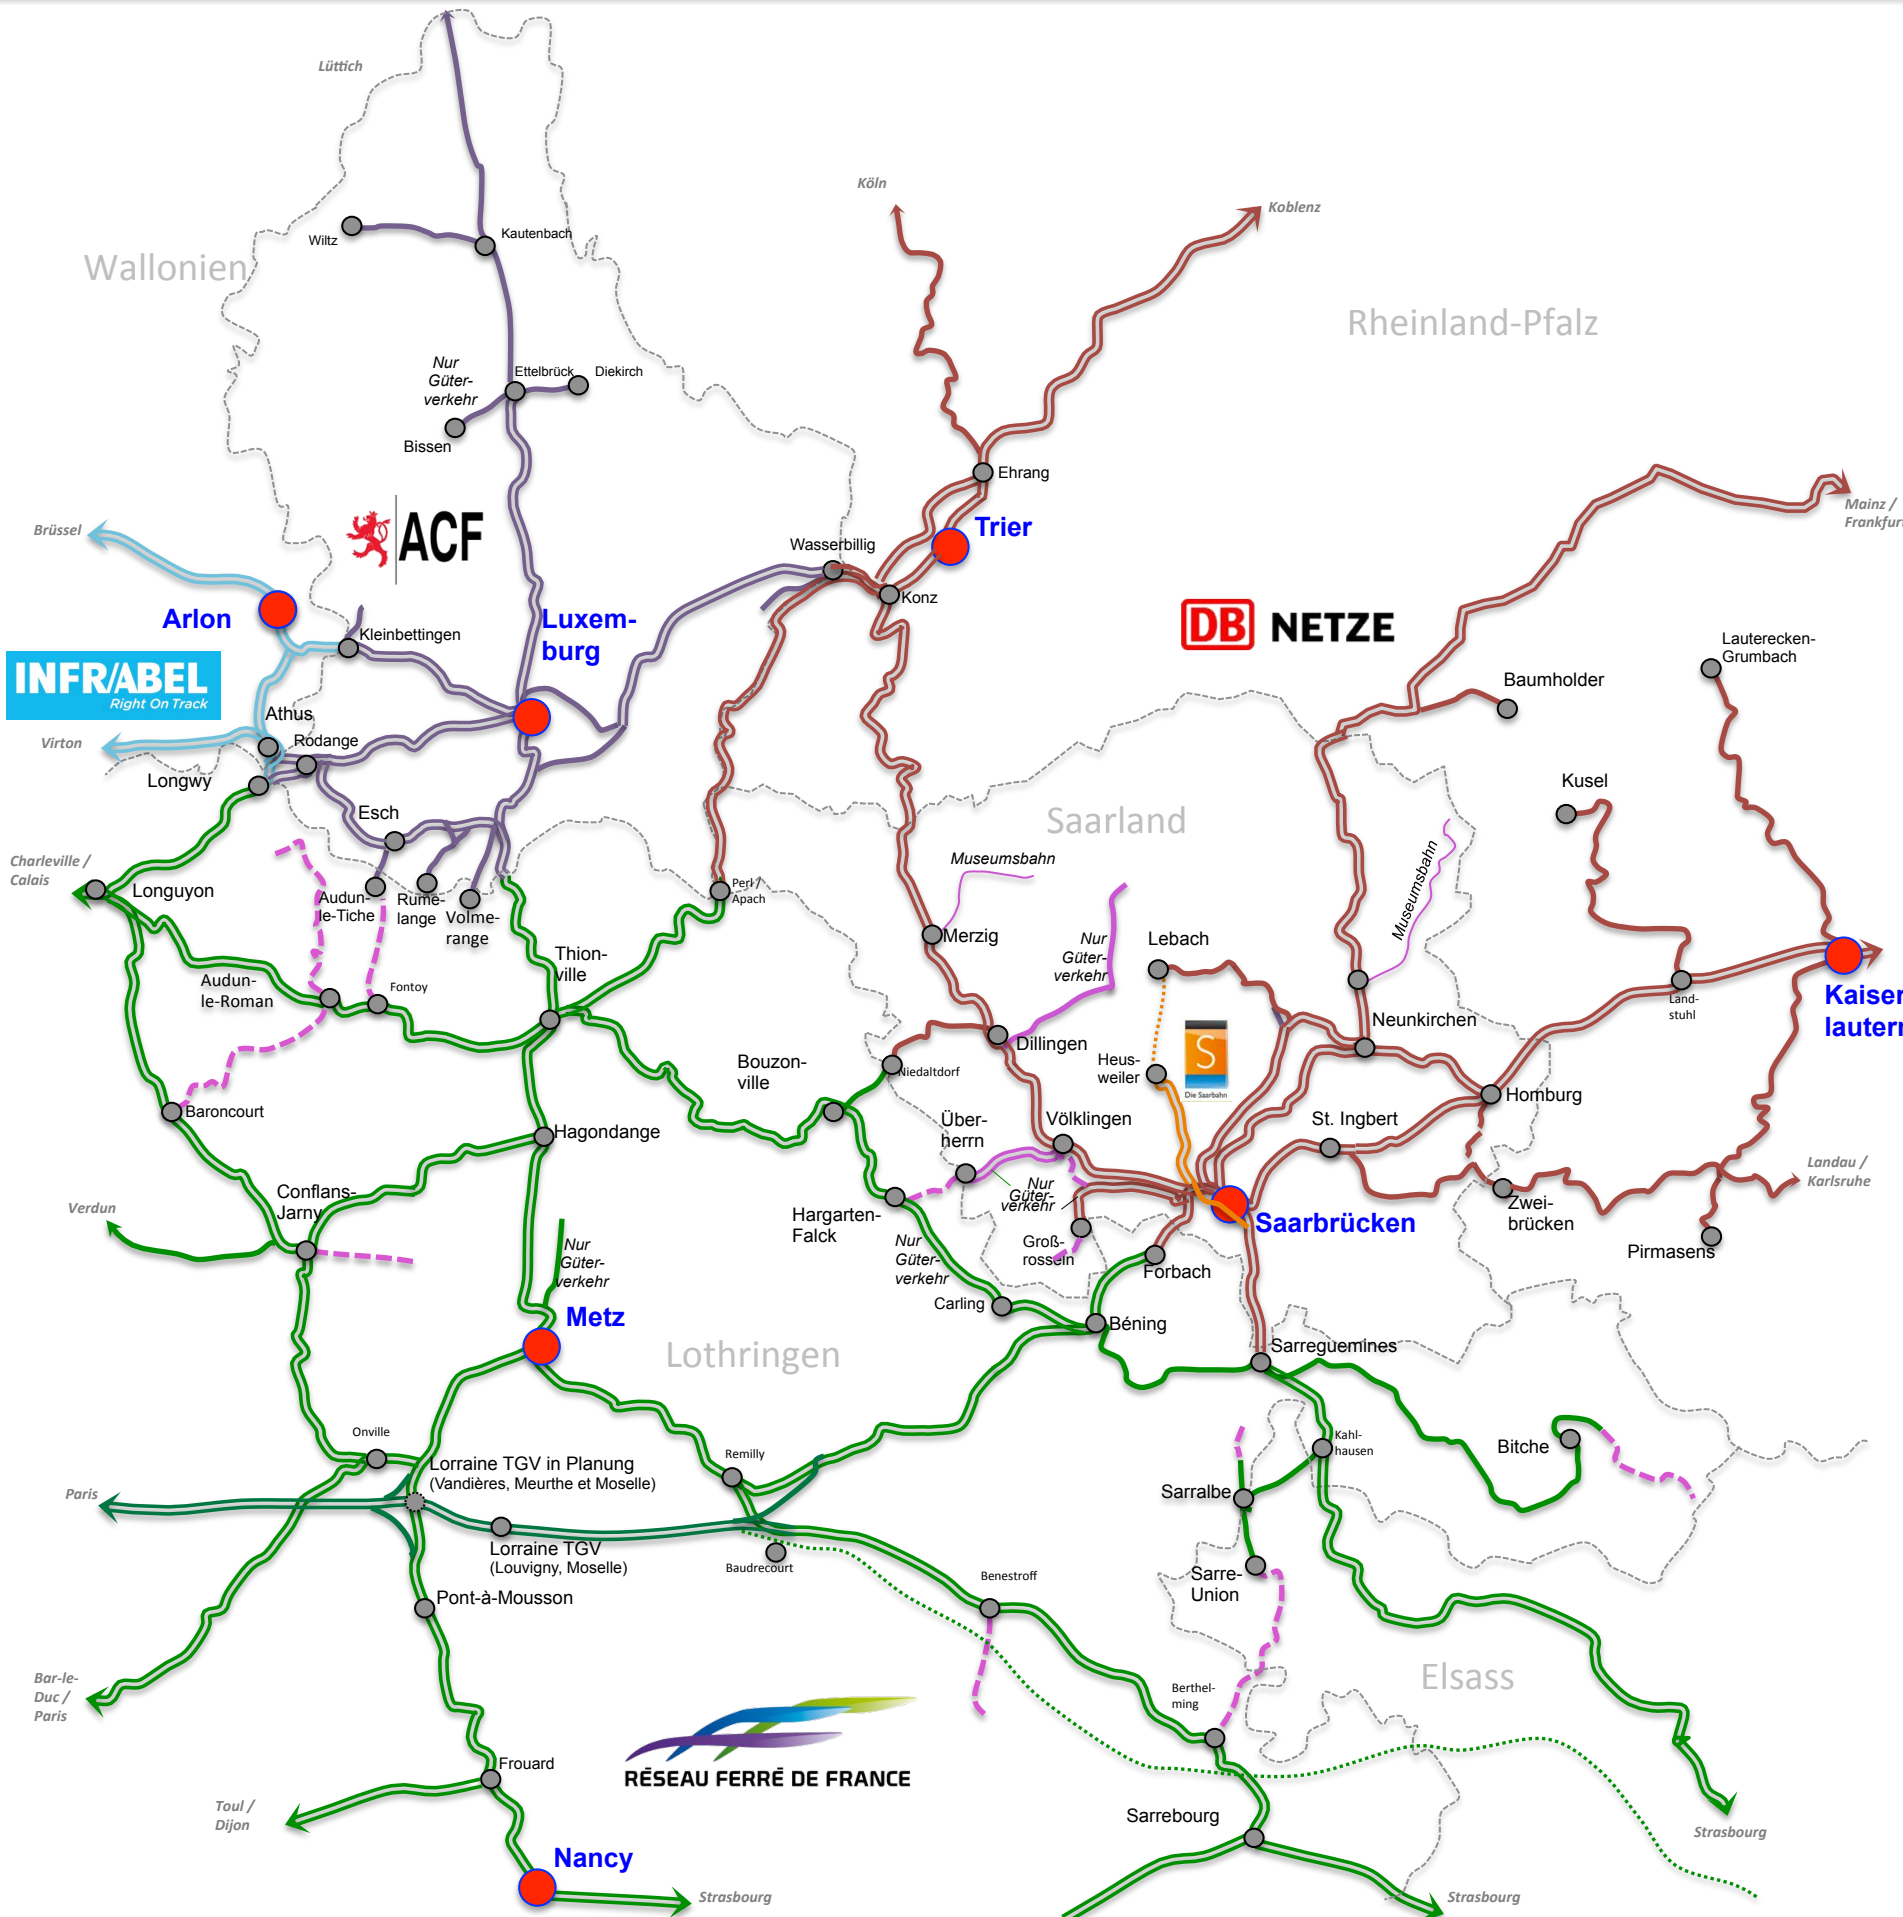 Lüttich
Köln
Koblenz
Wiltz
Kautenbach
Wallonien
Rheinland-Pfalz
Nur
Güter-
verkehr
Ettelbrück
Diekirch
Bissen
Ehrang
Mainz /
Frankfurt
Brüssel
ACF
Trier
Wasserbillig
Konz
Arlon
Luxem-
burg
DB NETZE
Kleinbettingen
Lauterecken-
Grumbach
INFR/ABEL
Right On Track
Baumholder
Athus
Virton
Rodange
Longwy
Kusel
Esch
Saarland
Museumsbahn
Museumsbahn
Charleville /
Calais
Longuyon
Audun-
le-Tiche
Rume-
lange
Volme-
range
Perl /
Apach
Merzig
Nur
Güter-
verkehr
Lebach
Thion-
ville
Audun-
le-Roman
Fontoy
Land-
stuhl
Kaiser
lautern
Neunkirchen
Dillingen
Heus-
weiler
S
Die Saarbahn
Bouzon-
ville
Niedaltdorf
Homburg
Baroncourt
Hagondange
Über-
herrn
Völklingen
St. Ingbert
Landau /
Karlsruhe
Conflans-
Jarny
Verdun
Nur
Güter-
verkehr
Hargarten-
Falck
Zwei-
brücken
Saarbrücken
Pirmasens
Groß-
rosseln
Forbach
Nur
Güter-
verkehr
Nur
Güter-
verkehr
Carling
Metz
Béning
Lothringen
Sarreguemines
Onville
Remilly
Kahl-
hausen
Bitche
Lorraine TGV in Planung
(Vandières, Meurthe et Moselle)
Paris
Sarralbe
Lorraine TGV
(Louvigny, Moselle)
Baudrecourt
Benestroff
Sarre-
Union
Pont-à-Mousson
Elsass
Bar-le-
Duc /
Paris
Berthel-
ming
Frouard
RÉSEAU FERRÉ DE FRANCE
Toul /
Dijon
Sarrebourg
Strasbourg
Nancy
Strasbourg
Strasbourg